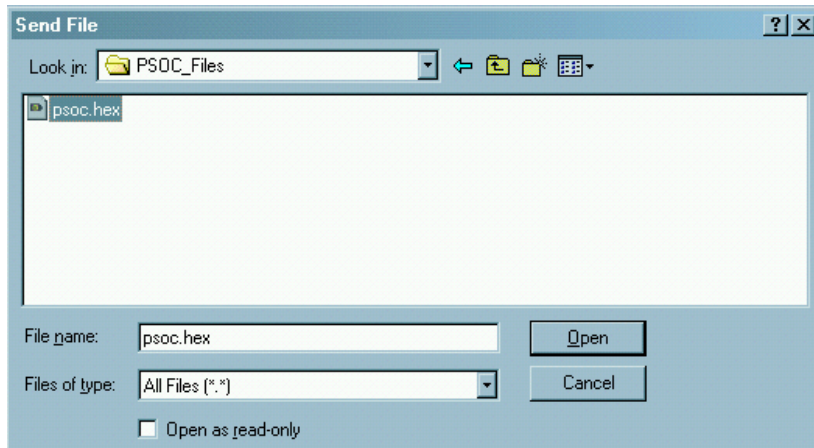 Send File
Look in: PSOC_Files
psoc.hex
File name: psoc.hex Open
Files of type: All Files (*.*) Cancel
Open as read-only